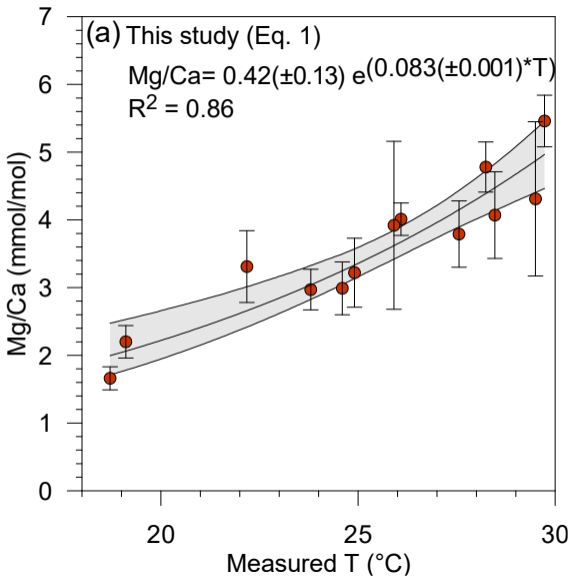 (a) This study (Eq. 1)
Mg/Ca= 0.42(±0.13) e(0.083(±0.001)*T)
R2 = 0.86
7
6
5
4
3
2
1
0
Mg/Ca (mmol/mol)
20 25 30
Measured T (°C)